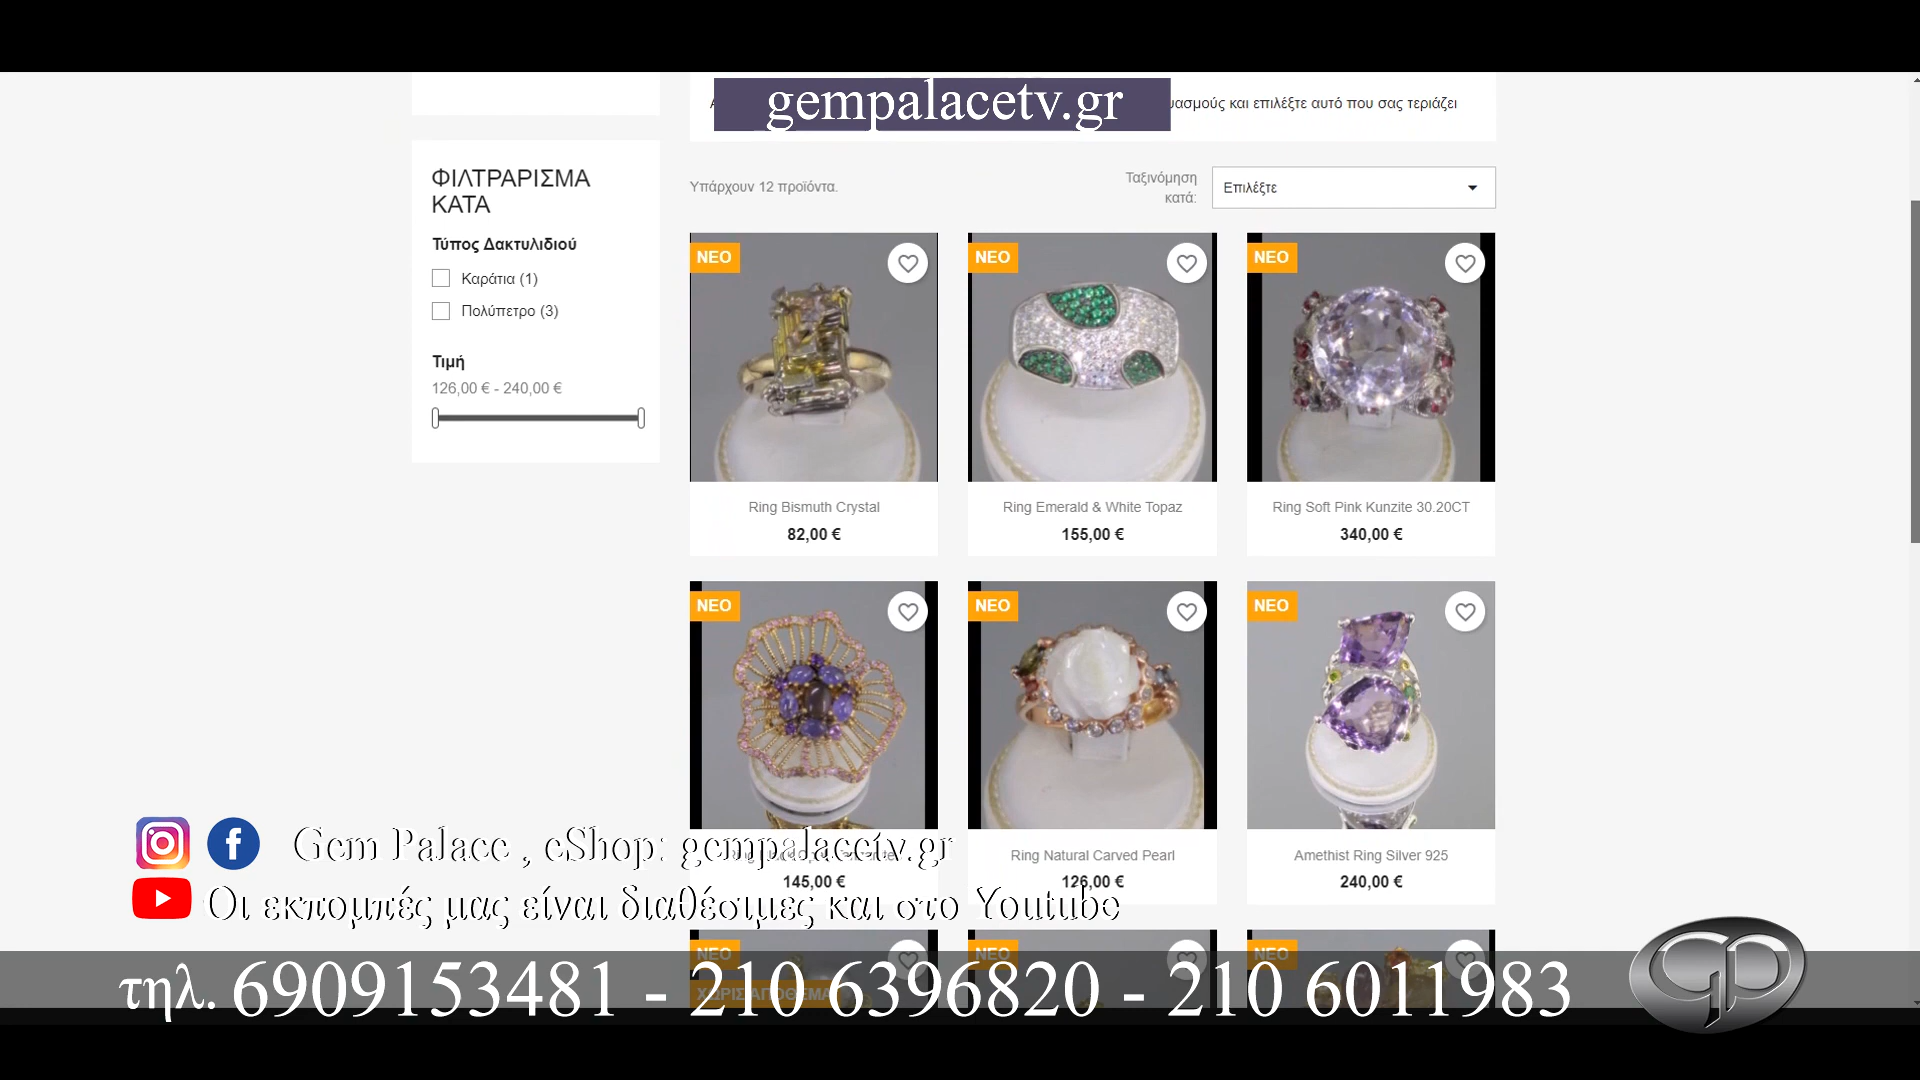 gempalacetv.gr
και επιλέξτε αυτό που σας τεριάζει
ΦΙΛΤΡΑΡΙΣΜΑ
ΚΑΤΑ
Τύπος Δακτυλιδιού
Καράτια (1)
Πολύπετρο (3)
Τιμή
126,00 € - 240,00 €
Υπάρχουν 12 προϊόντα.
Ταξινόμηση
κατά:
Επιλέξτε
ΝΕΟ
ΝΕΟ
ΝΕΟ
Ring Bismuth Crystal
82,00 €
Ring Emerald & White Topaz
155,00 €
Ring Soft Pink Kunzite 30.20CT
340,00 €
ΝΕΟ
ΝΕΟ
ΝΕΟ
145,00 €
Ring Natural Carved Pearl
126,00 €
Amethist Ring Silver 925
240,00 €
Gem Palace , eShop: gempalacetv.gr
Οι εκπομπές μας είναι διαθέσιμες και στο Youtube
ΝΕΟ
ΝΕΟ
ΝΕΟ
ΧΩΡΙΣ ΑΠΟΘΕΜΑ
τηλ. 6909153481 - 210 6396820 - 210 6011983